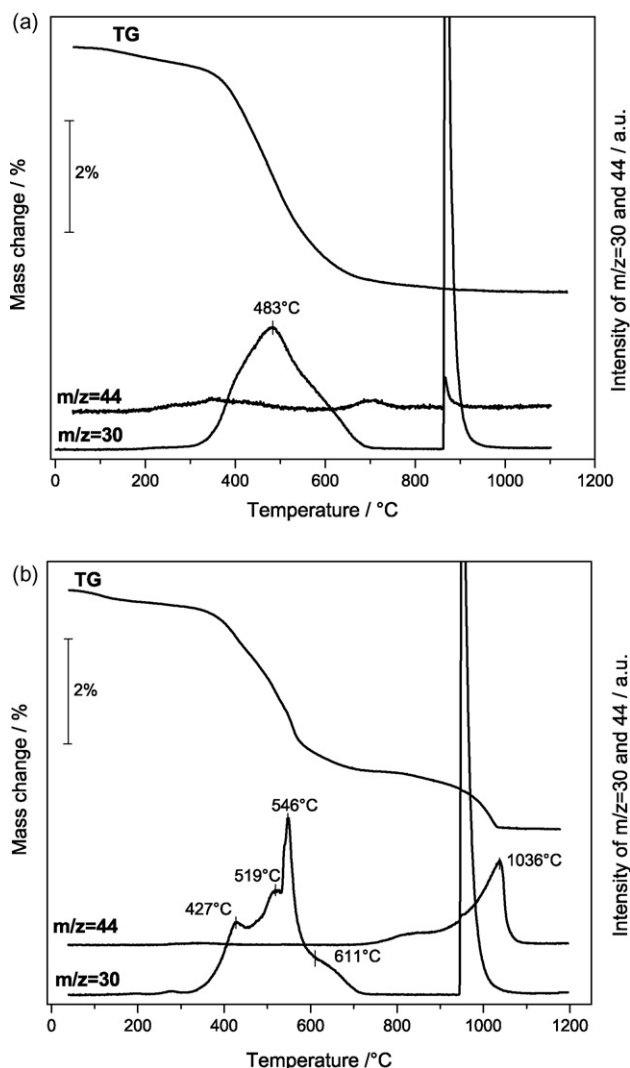 (a)
TG
2%
483°C
m/z=44
m/z=30
Mass change / %
Intensity of m/z=30 and 44 / a.u.
0 200 400 600 800 1000 1200
Temperature / °C
(b)
TG
2%
546°C
519°C
427°C
1036°C
611°C
m/z=44
m/z=30
Mass change / %
Intensity of m/z=30 and 44 / a.u.
0 200 400 600 800 1000 1200
Temperature /°C